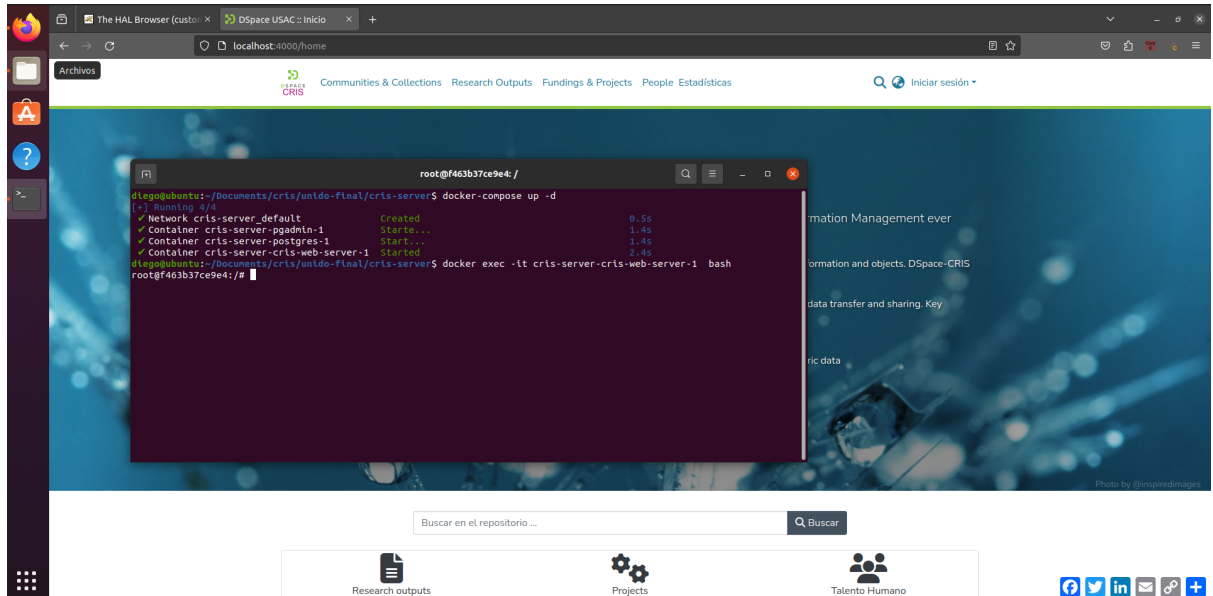 The HAL Browser (custom
DSpace USAC :: Inicio
localhost:4000/home
Archivos
DSPACE
CRIS
Communities & Collections Research Outputs Fundings & Projects People Estadísticas
Iniciar sesión
root@f463b37ce9e4: /
diego@ubuntu:~/Documents/cris/unido-final/cris-server$ docker-compose up -d
[+] Running 4/4
✔ Network cris-server_default Created 0.5s
✔ Container cris-server-pgadmin-1 Starte... 1.4s
✔ Container cris-server-postgres-1 Start... 1.4s
✔ Container cris-server-cris-web-server-1 Started 2.4s
diego@ubuntu:~/Documents/cris/unido-final/cris-server$ docker exec -it cris-server-cris-web-server-1 bash
root@f463b37ce9e4:/#
rmation Management ever
formation and objects. DSpace-CRIS
data transfer and sharing. Key
ric data
Photo by @inspiredimages
Buscar en el repositorio ...
Buscar
Research outputs
Projects
Talento Humano